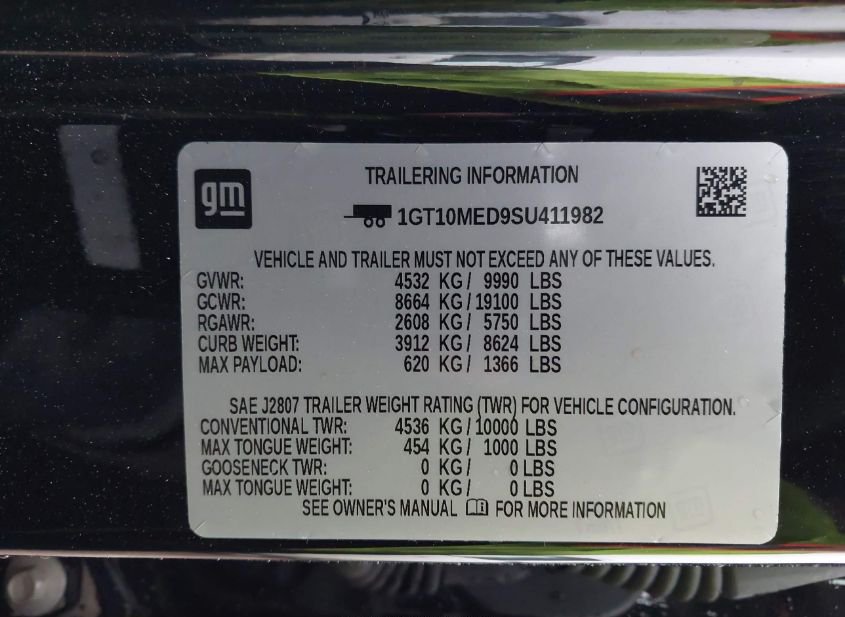 gm
TRAILERING INFORMATION
1GT10MED9SU411982
VEHICLE AND TRAILER MUST NOT EXCEED ANY OF THESE VALUES.
GVWR: 4532 KG/ 9990 LBS
GCWR: 8664 KG/19100 LBS
RGAWR: 2608 KG/ 5750 LBS
CURB WEIGHT: 3912 KG/ 8624 LBS
MAX PAYLOAD: 620 KG/ 1366 LBS
SAE J2807 TRAILER WEIGHT RATING (TWR) FOR VEHICLE CONFIGURATION.
CONVENTIONAL TWR: 4536 KG/10000 LBS
MAX TONGUE WEIGHT: 454 KG/ 1000 LBS
GOOSENECK TWR: 0 KG/ 0 LBS
MAX TONGUE WEIGHT: 0 KG/ 0 LBS
SEE OWNER'S MANUAL FOR MORE INFORMATION